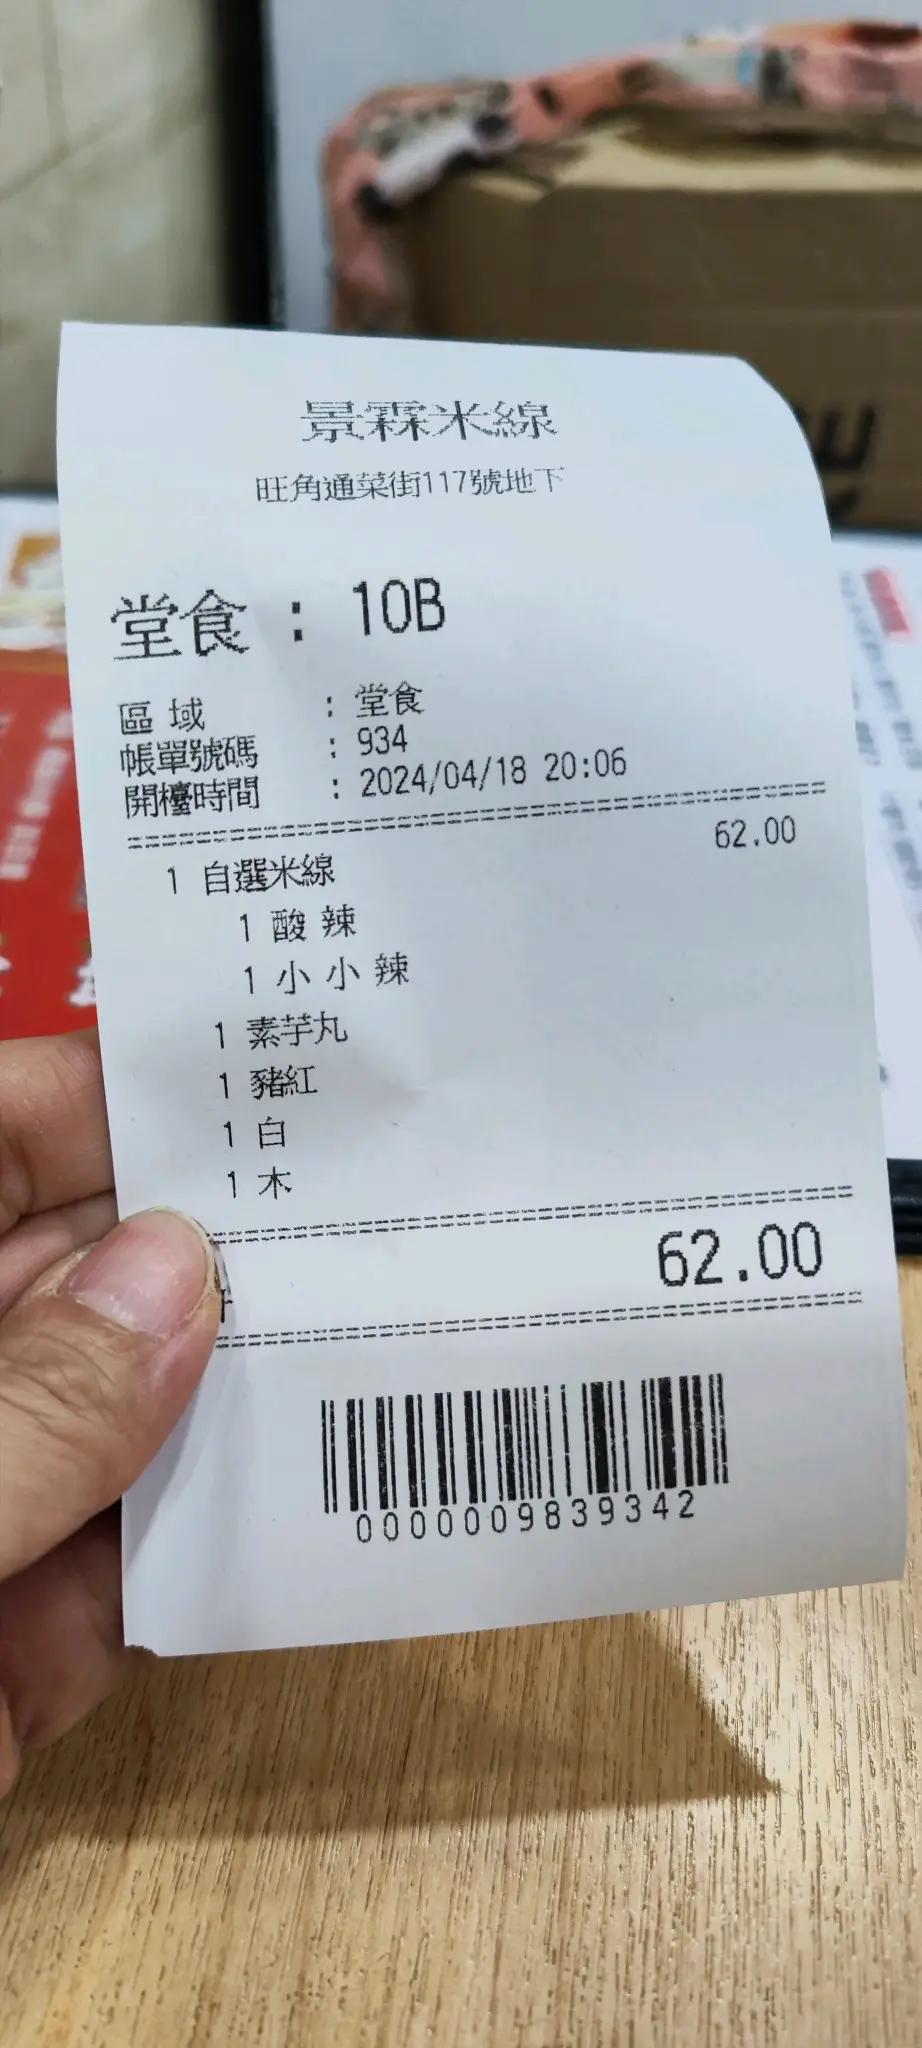 景霖米線
旺角通菜街117號地下
堂食 : 10B
區域 : 堂食
帳單號碼 : 934
開檯時間 : 2024/04/18 20:06
1 自選米線 62.00
1 酸辣
1 小小辣
1 素芋丸
1 豬紅
1 白
1 木
62.00
0000009839342